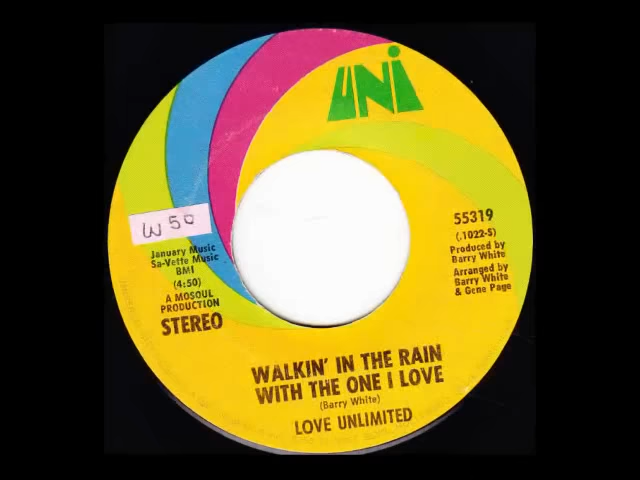 UNI
W 50
January Music
Sa-Vette Music
BMI
(4:50)
A MOSOUL
PRODUCTION
STEREO
55319
(.1022-S)
Produced by
Barry White
Arranged by
Barry White
& Gene Page
WALKIN' IN THE RAIN
WITH THE ONE I LOVE
(Barry White)
LOVE UNLIMITED